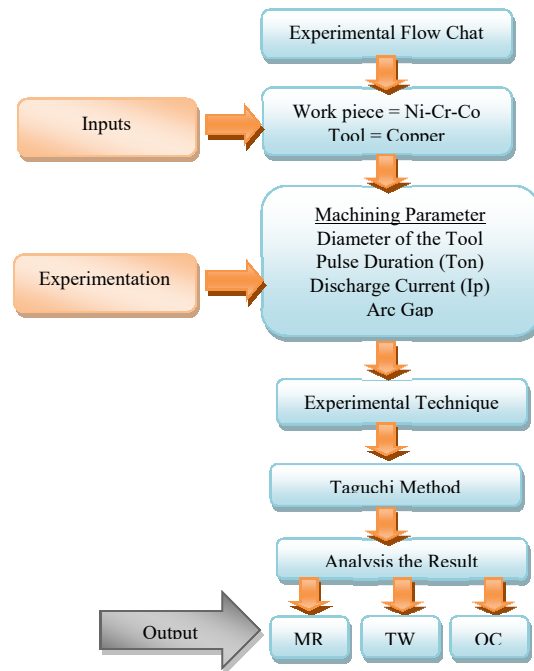 Experimental Flow Chat
Inputs
Work piece = Ni-Cr-Co
Tool = Copper
Experimentation
Machining Parameter
Diameter of the Tool
Pulse Duration (Ton)
Discharge Current (Ip)
Arc Gap
Experimental Technique
Taguchi Method
Analysis the Result
Output
MR
TW
OC